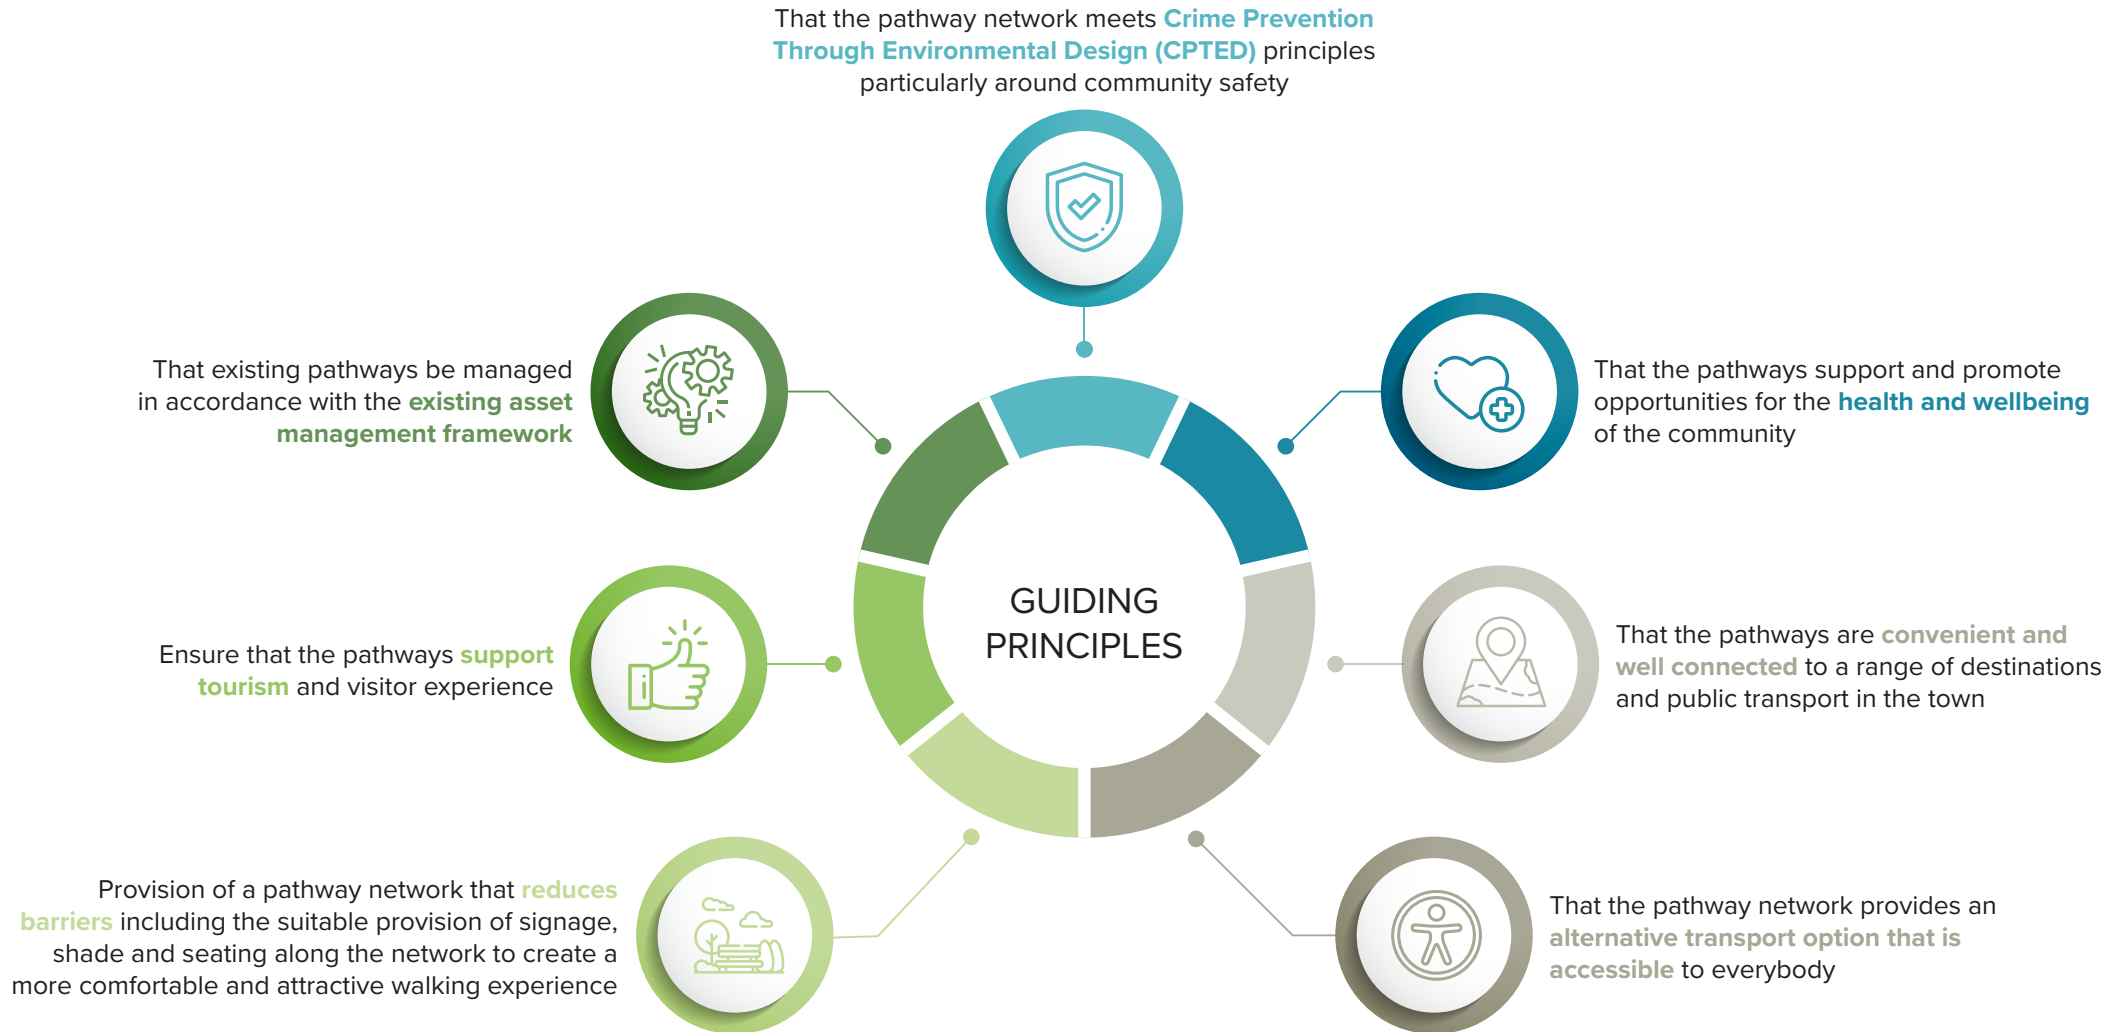 That the pathway network meets Crime Prevention
Through Environmental Design (CPTED) principles
particularly around community safety
That existing pathways be managed
in accordance with the existing asset
management framework
That the pathways support and promote
opportunities for the health and wellbeing
of the community
GUIDING
PRINCIPLES
Ensure that the pathways support
tourism and visitor experience
That the pathways are convenient and
well connected to a range of destinations
and public transport in the town
Provision of a pathway network that reduces
barriers including the suitable provision of signage,
shade and seating along the network to create a
more comfortable and attractive walking experience
That the pathway network provides an
alternative transport option that is
accessible to everybody